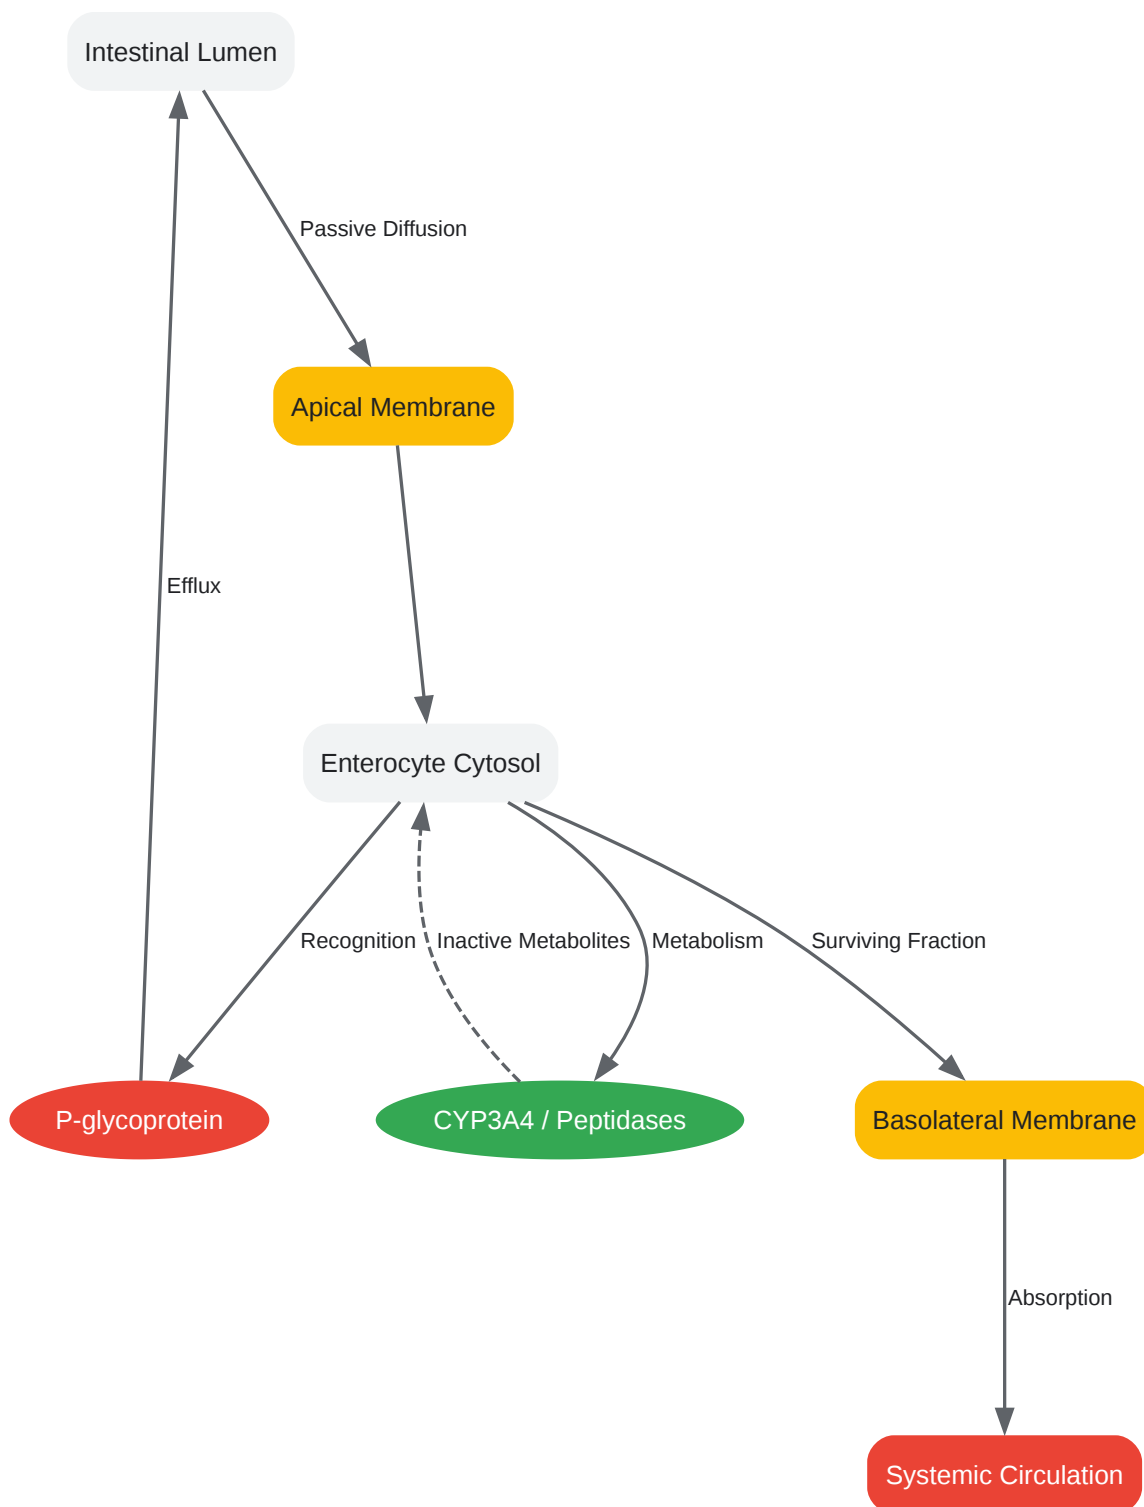 Intestinal Lumen
Passive Diffusion
Apical Membrane
Efflux
Enterocyte Cytosol
Recognition
Inactive Metabolites
Metabolism
Surviving Fraction
P-glycoprotein
CYP3A4 / Peptidases
Basolateral Membrane
Absorption
Systemic Circulation